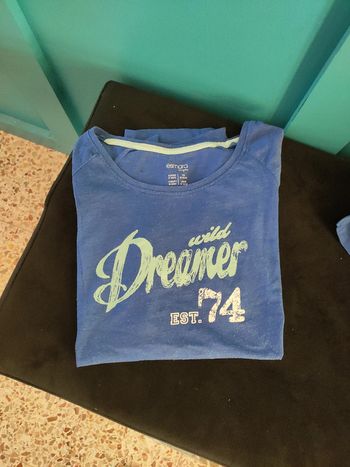 esmara
wild
Dreamer
EST. '74